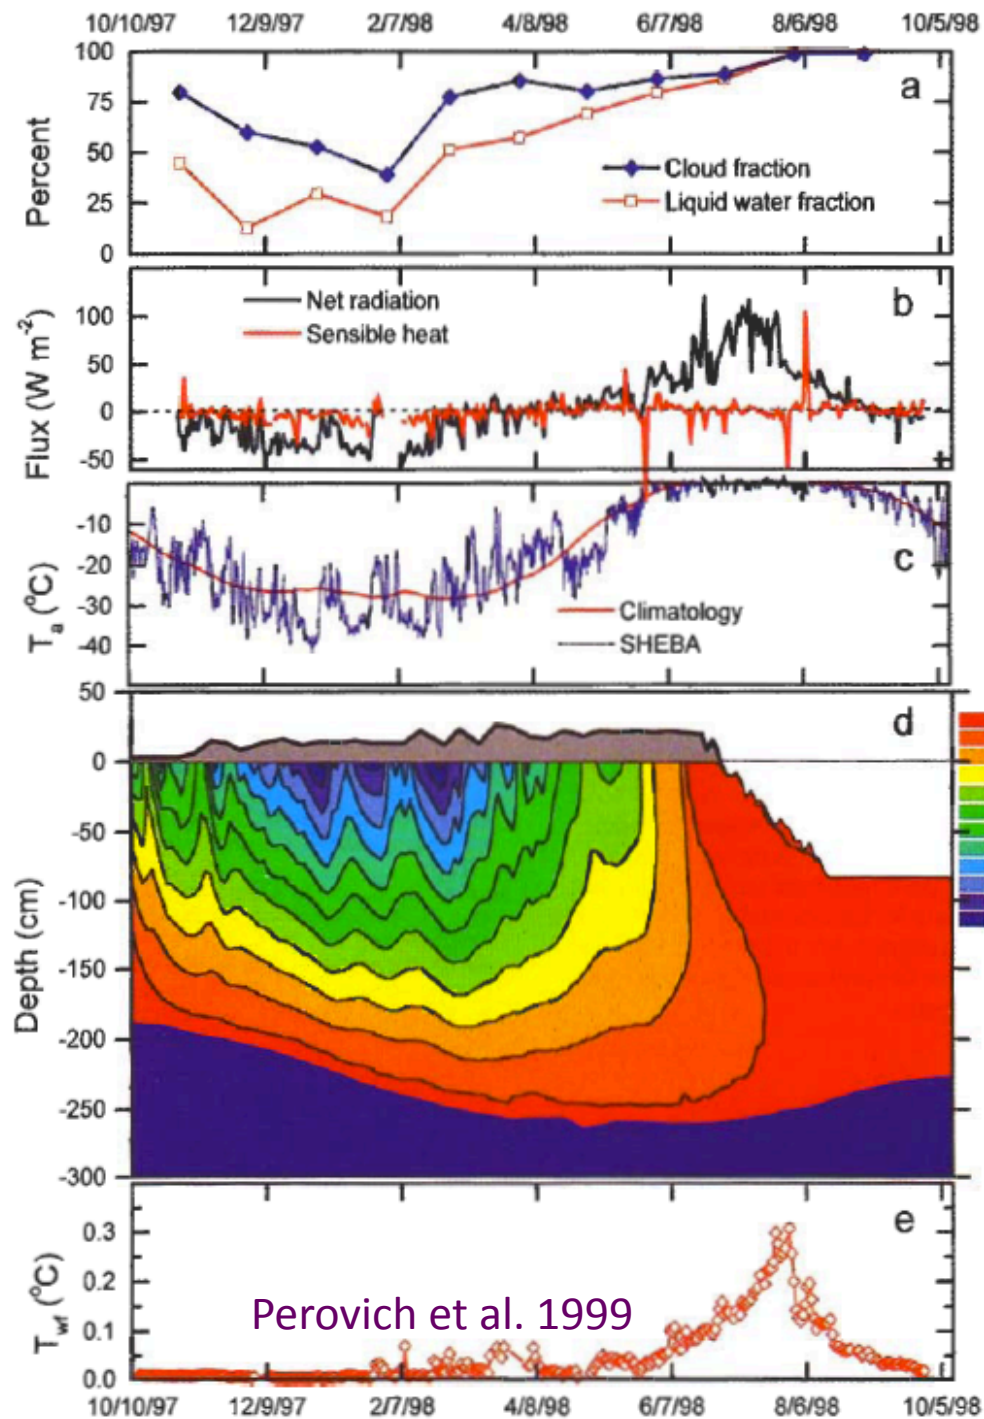 10/10/97 12/9/97 2/7/98 4/8/98 6/7/98 8/6/98 10/5/98
100
75
50
25
0
Percent
a
Cloud fraction
Liquid water fraction
100
50
0
-50
Flux (W m⁻²)
b
Net radiation
Sensible heat
-10
-20
-30
-40
Tₐ (°C)
c
Climatology
SHEBA
50
0
-50
-100
-150
-200
-250
-300
Depth (cm)
d
0.3
0.2
0.1
0.0
T_wf (°C)
e
Perovich et al. 1999
10/10/97 12/9/97 2/7/98 4/8/98 6/7/98 8/6/98 10/5/98